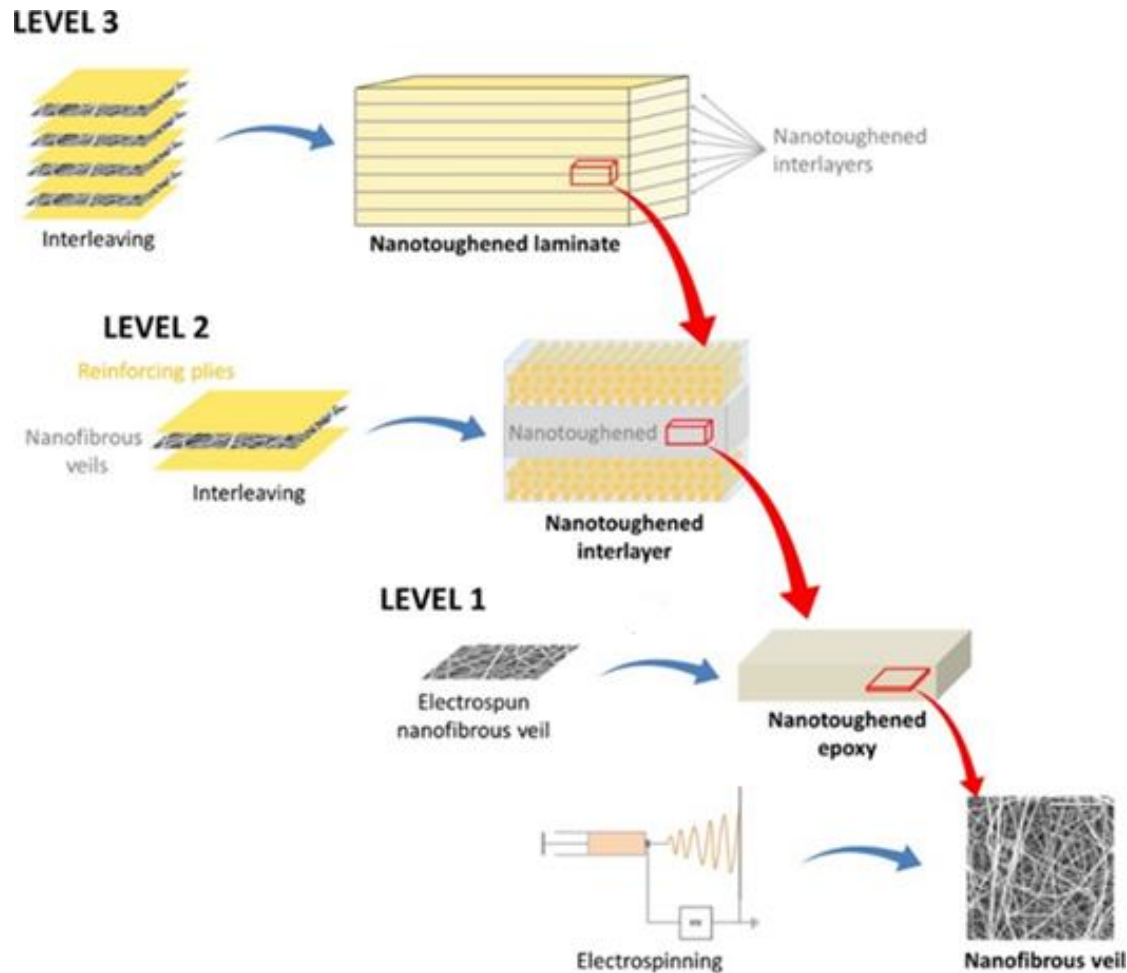 LEVEL 3
Nanotoughened
interlayers
Interleaving
Nanotoughened laminate
LEVEL 2
Reinforcing plies
Nanofibrous
veils
Nanotoughened
Interleaving
Nanotoughened
interlayer
LEVEL 1
Electrospun
nanofibrous veil
Nanotoughened
epoxy
Electrospinning
Nanofibrous veil